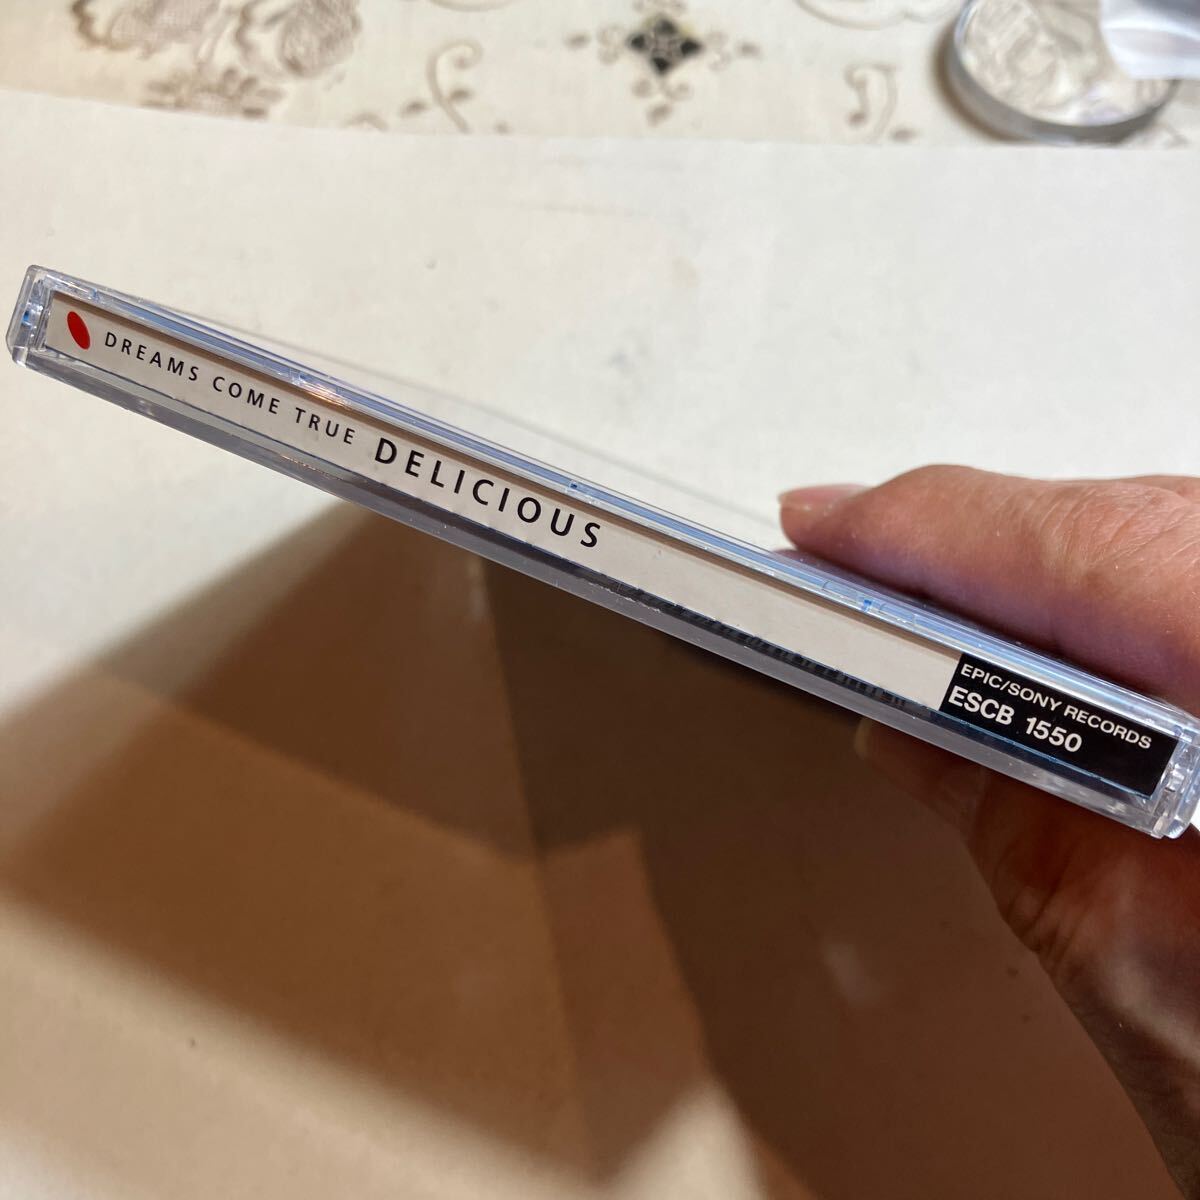 DREAMS COME TRUE DELICIOUS
EPIC/SONY RECORDS
ESCB 1550